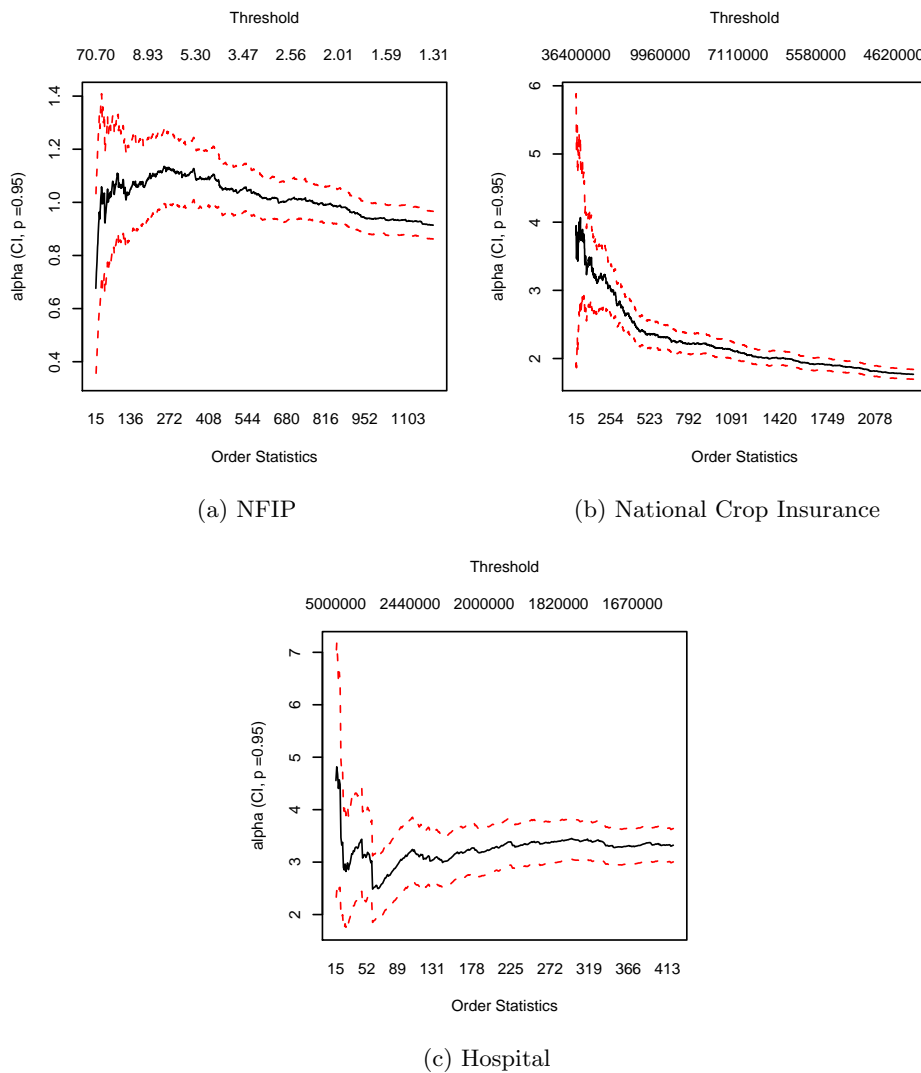 Threshold
70.70 8.93 5.30 3.47 2.56 2.01 1.59 1.31
alpha (CI, p =0.95)
1.4
1.2
1.0
0.8
0.6
0.4
15 136 272 408 544 680 816 952 1103
Order Statistics
(a) NFIP
Threshold
36400000 9960000 7110000 5580000 4620000
alpha (CI, p =0.95)
6
5
4
3
2
15 254 523 792 1091 1420 1749 2078
Order Statistics
(b) National Crop Insurance
Threshold
5000000 2440000 2000000 1820000 1670000
alpha (CI, p =0.95)
7
6
5
4
3
2
15 52 89 131 178 225 272 319 366 413
Order Statistics
(c) Hospital